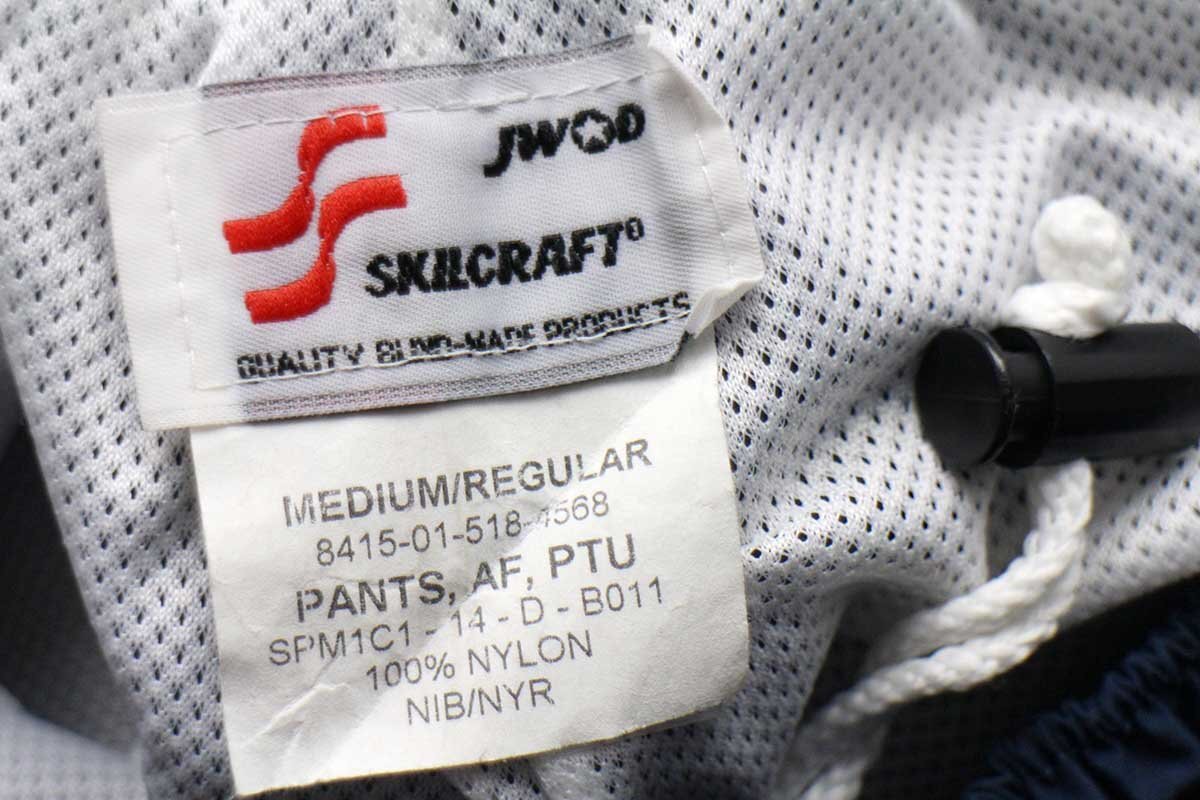 JWOD
SKILCRAFT®
QUALITY BLIND-MADE PRODUCTS
MEDIUM/REGULAR
8415-01-518-4568
PANTS, AF, PTU
SPM1C1 - 14 - D - B011
100% NYLON
NIB/NYR